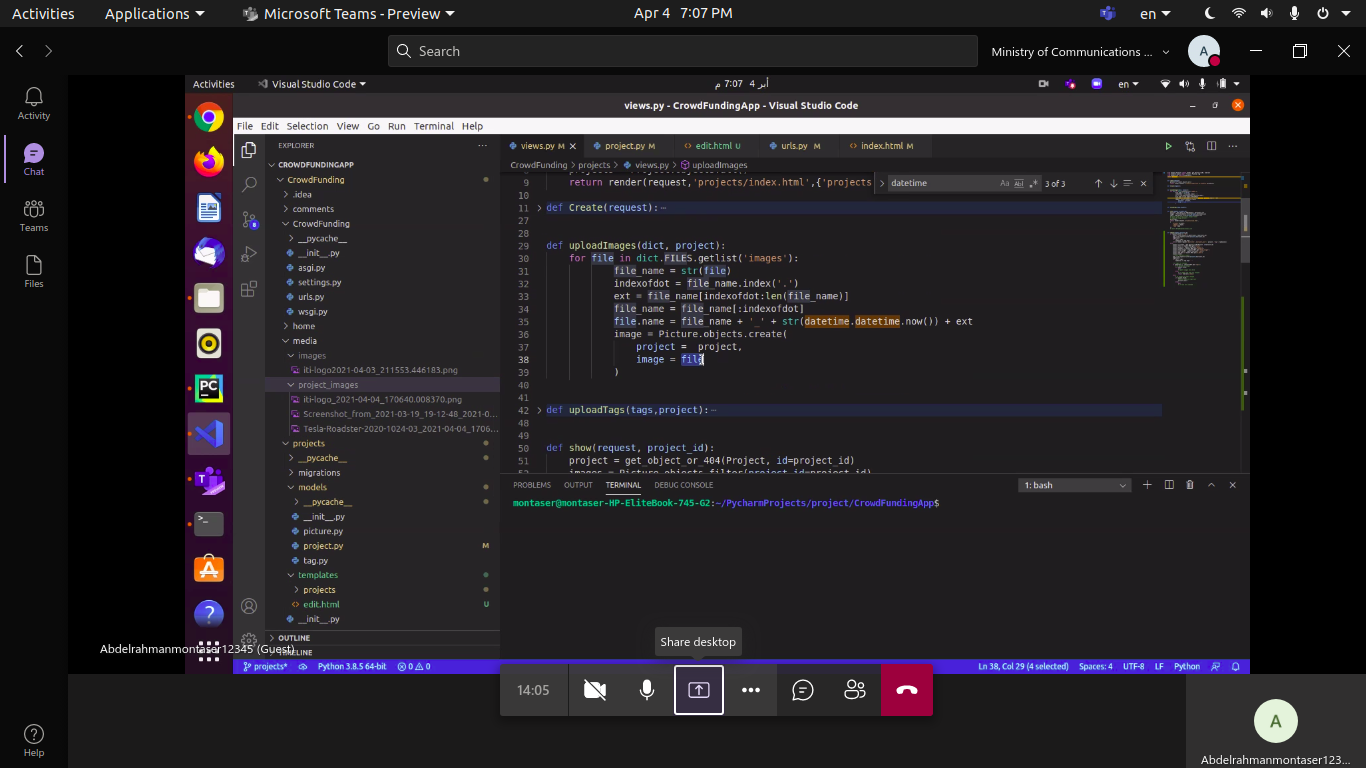 Activities Applications Microsoft Teams - Preview Apr 4 7:07 PM en
Search Ministry of Communications ... A
Activity
Chat
Teams
Files
Help
Activities Visual Studio Code أبر 4 7:07 م en
views.py - CrowdFundingApp - Visual Studio Code
File Edit Selection View Go Run Terminal Help
EXPLORER ···
CROWDFUNDINGAPP
CrowdFunding
.idea
comments
CrowdFunding
__pycache__
__init__.py
asgi.py
settings.py
urls.py
wsgi.py
home
media
images
iti-logo2021-04-03_211553.446183.png
project_images
iti-logo_2021-04-04_170640.008370.png
Screenshot_from_2021-03-19_19-12-48_2021-0...
Tesla-Roadster-2020-1024-03_2021-04-04_1706...
projects
__pycache__
migrations
models
__pycache__
__init__.py
picture.py
project.py M
tag.py
templates
projects
edit.html U
__init__.py
OUTLINE
TIMELINE
views.py M project.py M edit.html U urls.py M index.html M
CrowdFunding > projects > views.py > uploadImages
datetime Aa Abl .* 3 of 3
9 return render(request,'projects/index.html',{'projects
10
11 def Create(request):···
27
28
29 def uploadImages(dict, project):
30 for file in dict.FILES.getlist('images'):
31 file_name = str(file)
32 indexofdot = file_name.index('.')
33 ext = file_name[indexofdot:len(file_name)]
34 file_name = file_name[:indexofdot]
35 file.name = file_name + '_' + str(datetime.datetime.now()) + ext
36 image = Picture.objects.create(
37 project = project,
38 image = file
39 )
40
41
42 def uploadTags(tags,project):···
48
49
50 def show(request, project_id):
51 project = get_object_or_404(Project, id=project_id)
52 images = Picture.objects.filter(project_id=project_id)
PROBLEMS OUTPUT TERMINAL DEBUG CONSOLE 1: bash
montaser@montaser-HP-EliteBook-745-G2:~/PycharmProjects/project/CrowdFundingApp$
Abdelrahmanmontaser12345 (Guest)
Share desktop
projects* Python 3.8.5 64-bit 0 0 Ln 38, Col 29 (4 selected) Spaces: 4 UTF-8 LF Python
14:05
A
Abdelrahmanmontaser123...